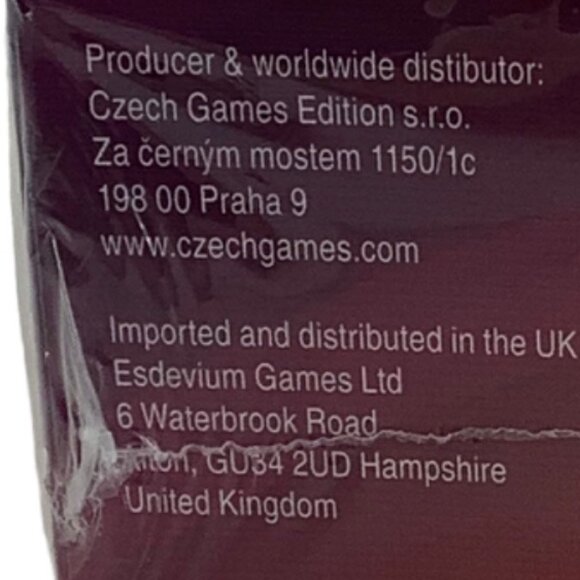 Producer & worldwide distibutor:
Czech Games Edition s.r.o.
Za černým mostem 1150/1c
198 00 Praha 9
www.czechgames.com
Imported and distributed in the UK
Esdevium Games Ltd
6 Waterbrook Road
GU34 2UD Hampshire
United Kingdom